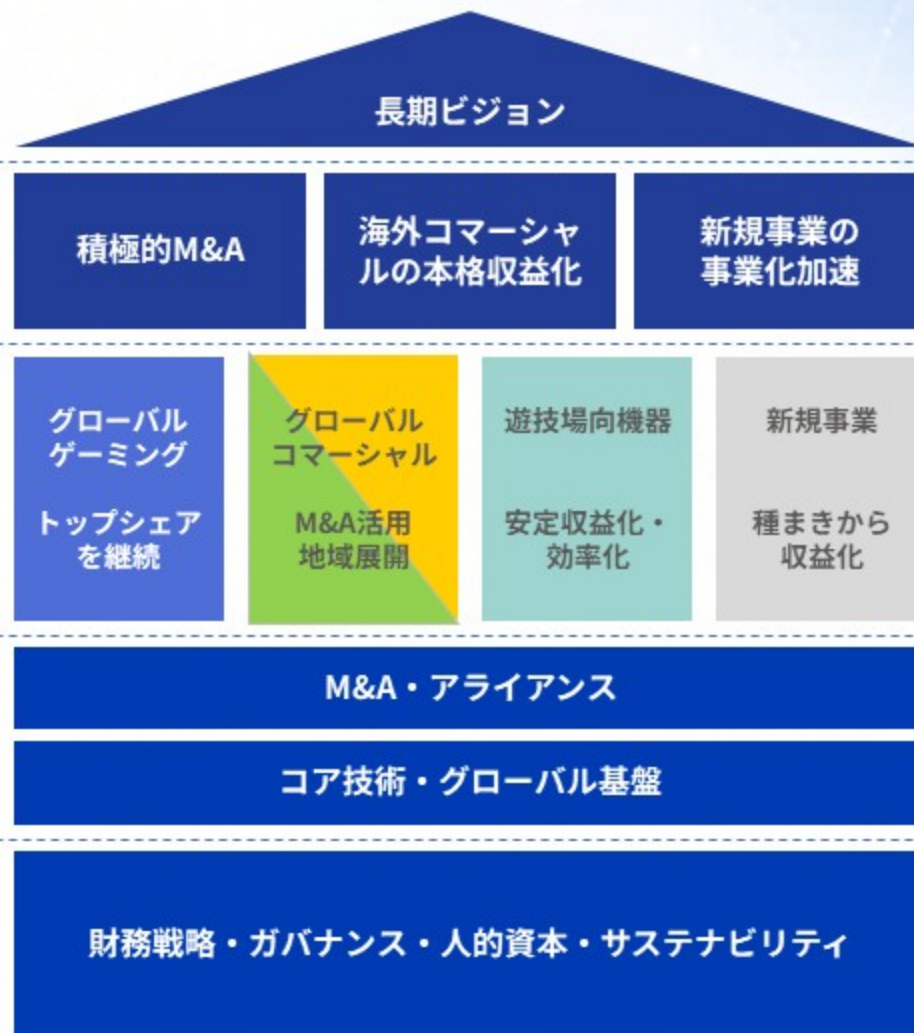 長期ビジョン
積極的M&A
海外コマーシャ
ルの本格収益化
新規事業の
事業化加速
グローバル
ゲーミング
トップシェア
を継続
グローバル
コマーシャル
M&A活用
地域展開
遊技場向機器
安定収益化・
効率化
新規事業
種まきから
収益化
M&A・アライアンス
コア技術・グローバル基盤
財務戦略・ガバナンス・人的資本・サステナビリティ